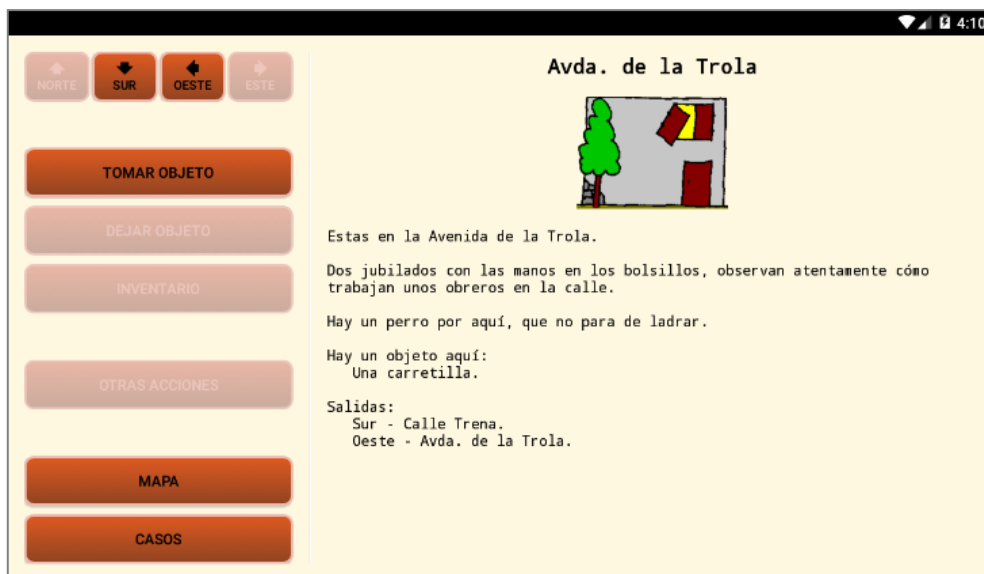 4:10
NORTE
SUR
OESTE
ESTE
TOMAR OBJETO
DEJAR OBJETO
INVENTARIO
OTRAS ACCIONES
MAPA
CASOS
Avda. de la Trola
Estas en la Avenida de la Trola.
Dos jubilados con las manos en los bolsillos, observan atentamente cómo
trabajan unos obreros en la calle.
Hay un perro por aquí, que no para de ladrar.
Hay un objeto aquí:
Una carretilla.
Salidas:
Sur - Calle Trena.
Oeste - Avda. de la Trola.